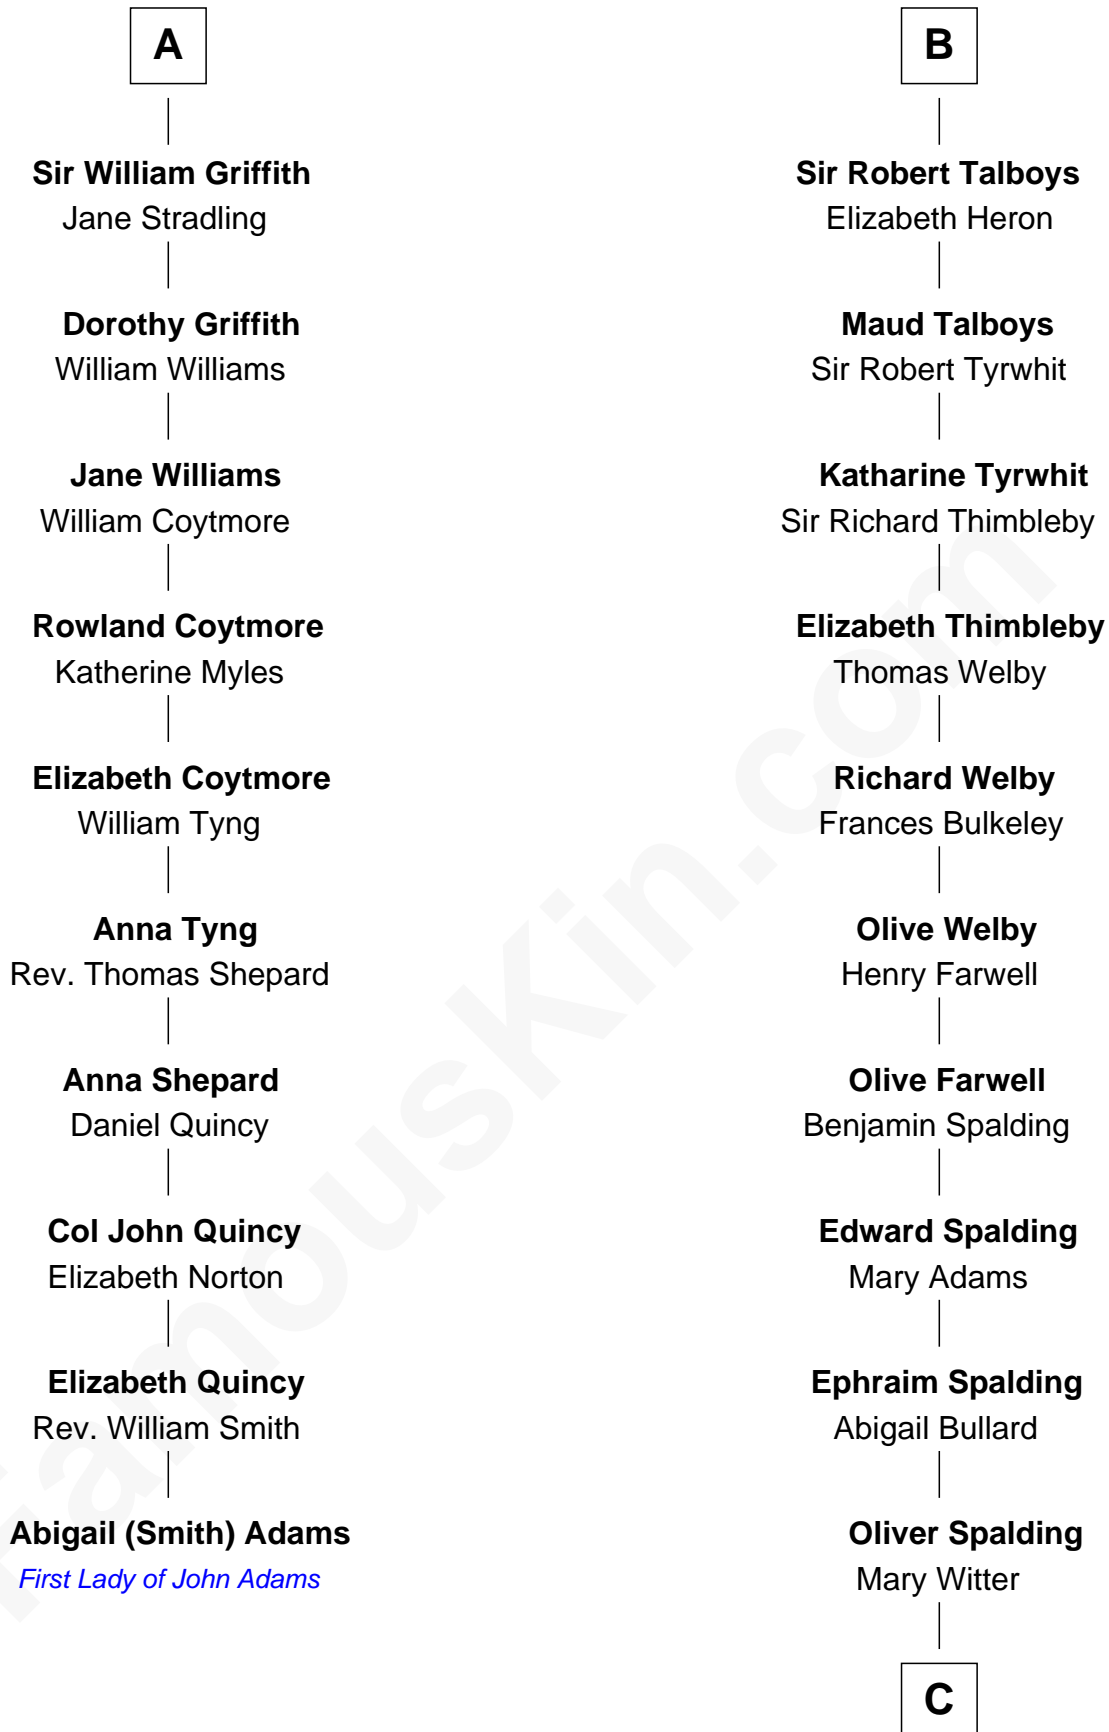 A
Sir William Griffith
Jane Stradling
Dorothy Griffith
William Williams
Jane Williams
William Coytmore
Rowland Coytmore
Katherine Myles
Elizabeth Coytmore
William Tyng
Anna Tyng
Rev. Thomas Shepard
Anna Shepard
Daniel Quincy
Col John Quincy
Elizabeth Norton
Elizabeth Quincy
Rev. William Smith
Abigail (Smith) Adams
First Lady of John Adams
B
Sir Robert Talboys
Elizabeth Heron
Maud Talboys
Sir Robert Tyrwhit
Katharine Tyrwhit
Sir Richard Thimbleby
Elizabeth Thimbleby
Thomas Welby
Richard Welby
Frances Bulkeley
Olive Welby
Henry Farwell
Olive Farwell
Benjamin Spalding
Edward Spalding
Mary Adams
Ephraim Spalding
Abigail Bullard
Oliver Spalding
Mary Witter
C
FamousKin.com